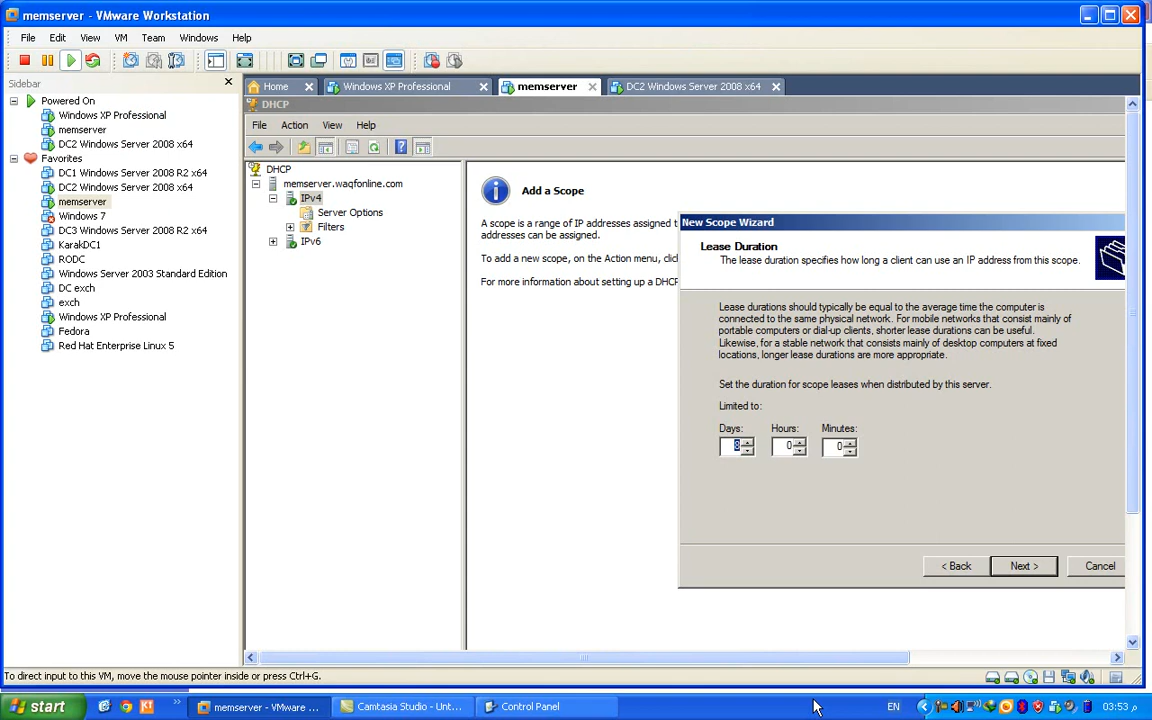 memserver - VMware Workstation
File Edit View VM Team Windows Help
Sidebar
Powered On
Windows XP Professional
memserver
DC2 Windows Server 2008 x64
Favorites
DC1 Windows Server 2008 R2 x64
DC2 Windows Server 2008 x64
memserver
Windows 7
DC3 Windows Server 2008 R2 x64
KarakDC1
RODC
Windows Server 2003 Standard Edition
DC exch
exch
Windows XP Professional
Fedora
Red Hat Enterprise Linux 5
Home Windows XP Professional memserver DC2 Windows Server 2008 x64
DHCP
File Action View Help
DHCP
memserver.waqfonline.com
IPv4
Server Options
Filters
IPv6
Add a Scope
A scope is a range of IP addresses assigned t
addresses can be assigned.
To add a new scope, on the Action menu, clic
For more information about setting up a DHCP
New Scope Wizard
Lease Duration
The lease duration specifies how long a client can use an IP address from this scope.
Lease durations should typically be equal to the average time the computer is
connected to the same physical network. For mobile networks that consist mainly of
portable computers or dial-up clients, shorter lease durations can be useful.
Likewise, for a stable network that consists mainly of desktop computers at fixed
locations, longer lease durations are more appropriate.
Set the duration for scope leases when distributed by this server.
Limited to:
Days: Hours: Minutes:
8 0 0
< Back Next > Cancel
To direct input to this VM, move the mouse pointer inside or press Ctrl+G.
start memserver - VMware ... Camtasia Studio - Unt... Control Panel EN 03:53 م